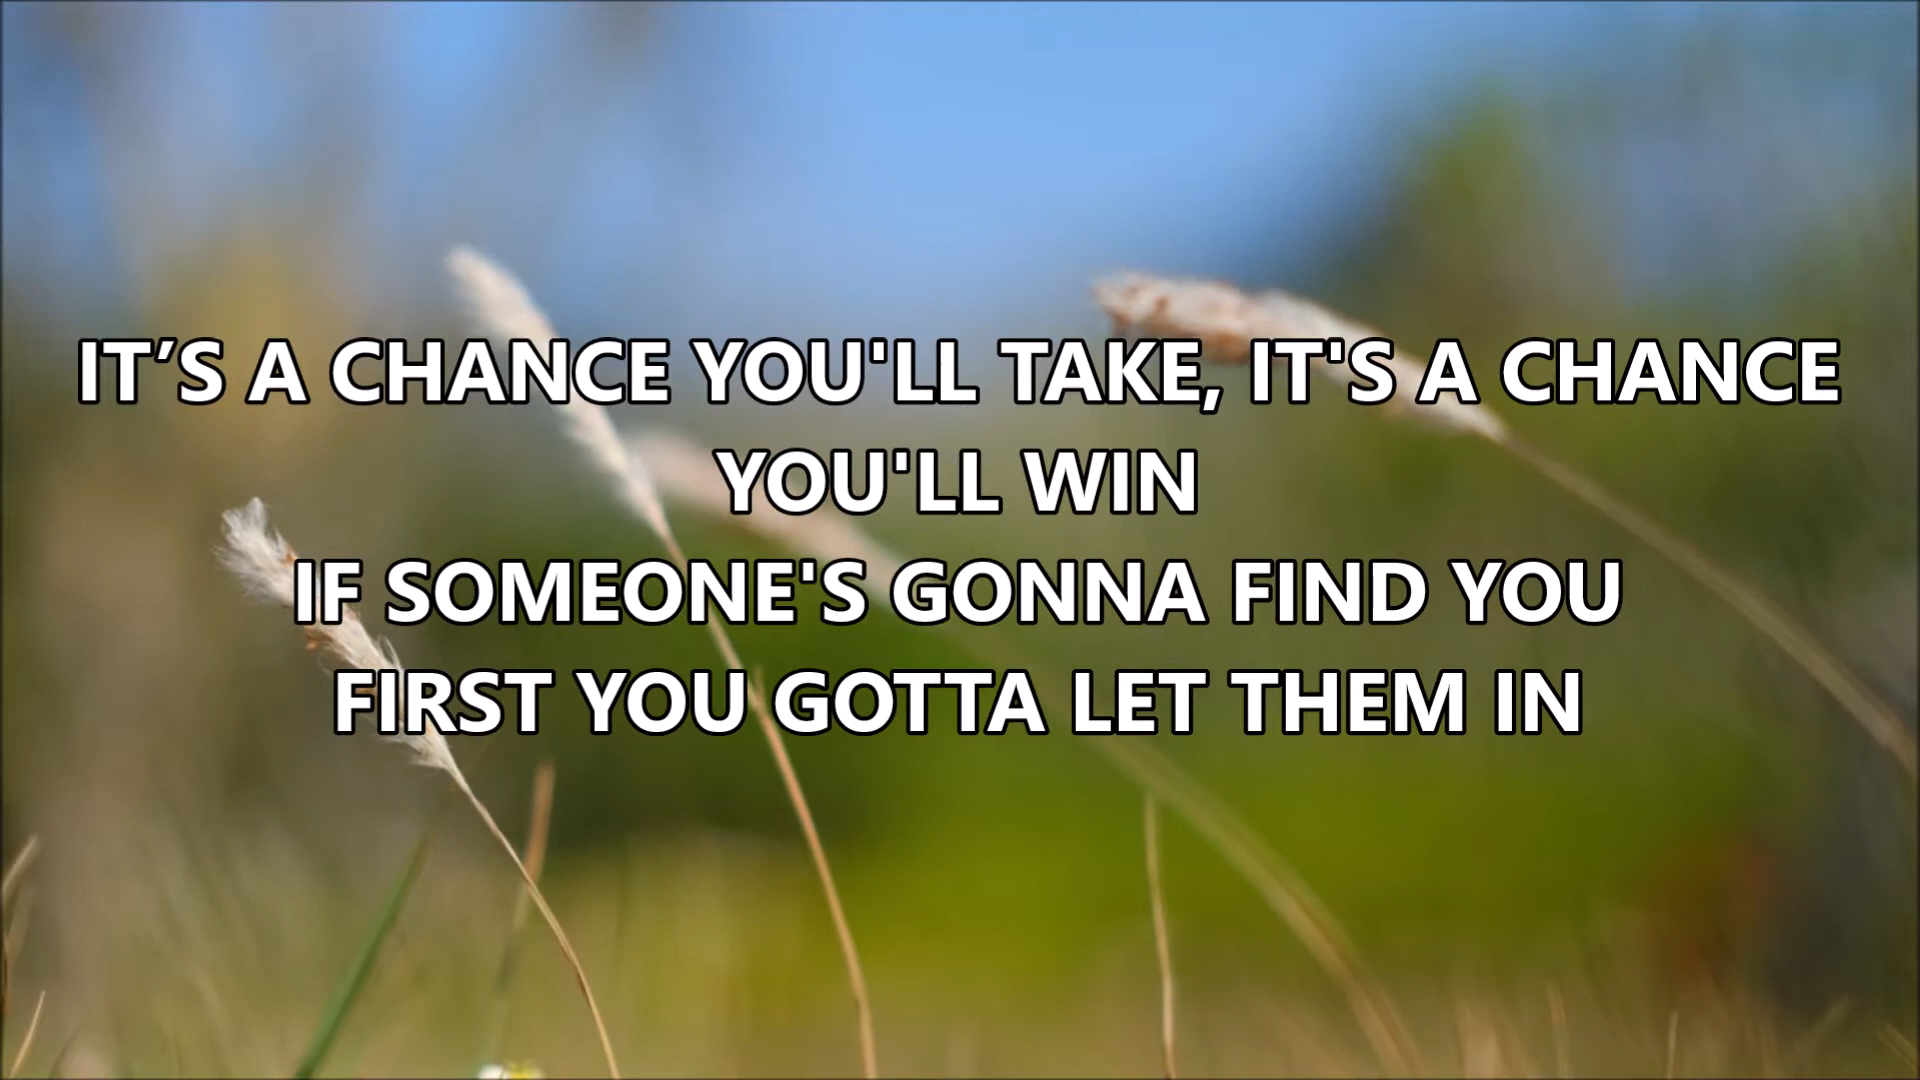 IT’S A CHANCE YOU'LL TAKE, IT'S A CHANCE
YOU'LL WIN
IF SOMEONE'S GONNA FIND YOU
FIRST YOU GOTTA LET THEM IN